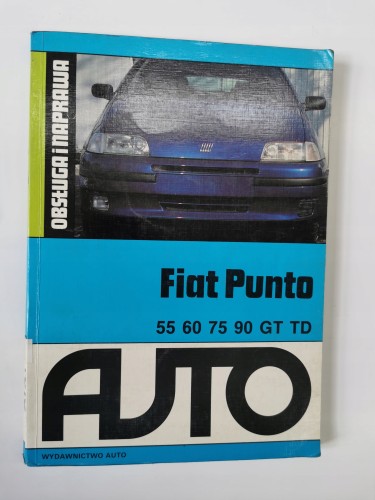 OBSŁUGA i NAPRAWA
Fiat Punto
55 60 75 90 GT TD
AUTO
WYDAWNICTWO AUTO